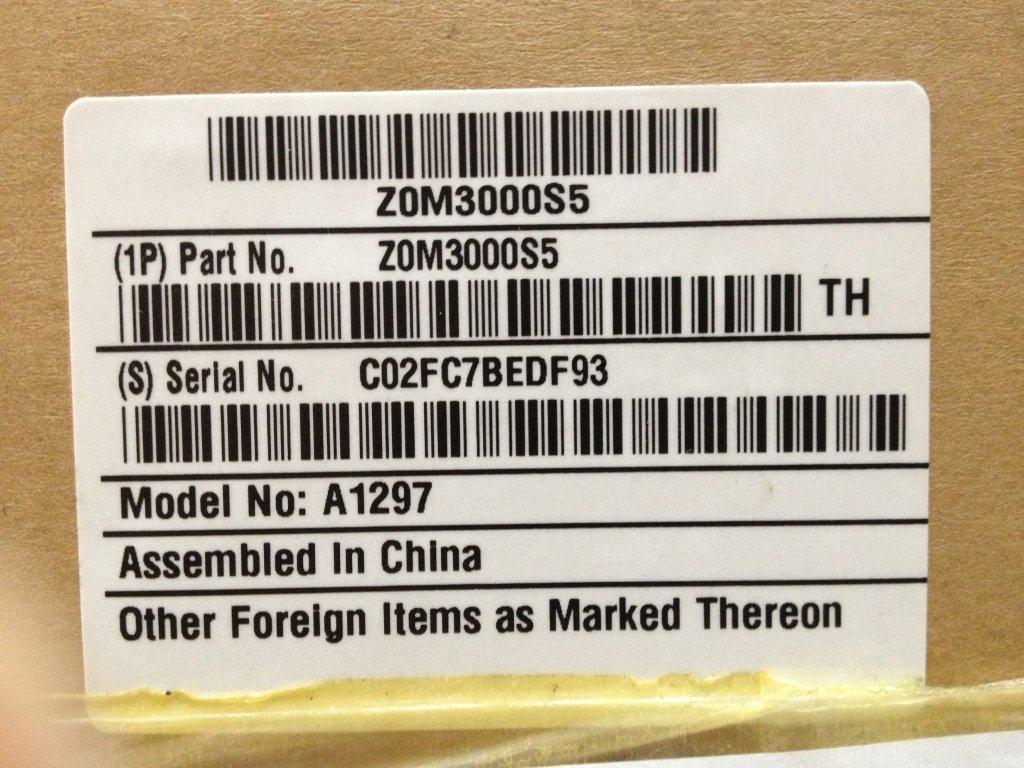 Z0M3000S5
(1P) Part No. Z0M3000S5
TH
(S) Serial No. C02FC7BEDF93
Model No: A1297
Assembled In China
Other Foreign Items as Marked Thereon